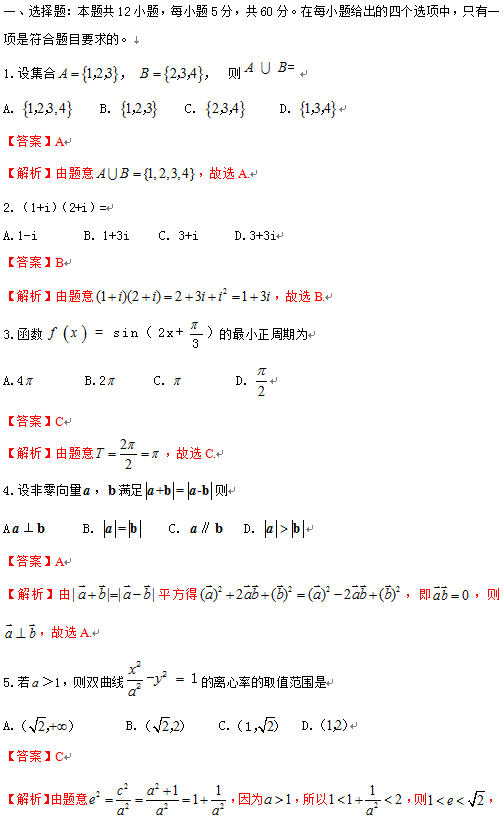 一、选择题：本题共12小题，每小题5分，共60分。在每小题给出的四个选项中，只有一
项是符合题目要求的。↓
1.设集合 A={1,2,3}， B={2,3,4}， 则 A ∪ B= ↵
A. {1,2,3,4} B. {1,2,3} C. {2,3,4} D. {1,3,4}↵
【答案】A↵
【解析】由题意 A∪B={1,2,3,4}，故选A.↵
2.（1+i）（2+i）=↵
A.1-i B. 1+3i C. 3+i D.3+3i↵
【答案】B↵
【解析】由题意 (1+i)(2+i)=2+3i+i²=1+3i，故选B.↵
3.函数 f(x) = sin( 2x+ π/3 ) 的最小正周期为↵
A.4π B.2π C. π D. π/2↵
【答案】C↵
【解析】由题意 T=2π/2=π，故选C.↵
4.设非零向量a，b满足|a+b|=|a-b|则↵
A a⊥b B. |a|=|b| C. a∥b D. |a|>|b|↵
【答案】A↵
【解析】由|a⃗+b⃗|=|a⃗−b⃗|平方得(a⃗)²+2a⃗b⃗+(b⃗)²=(a⃗)²−2a⃗b⃗+(b⃗)²，即a⃗b⃗=0，则
a⃗⊥b⃗，故选A.↵
5.若a＞1，则双曲线 x²/a² -y² = 1 的离心率的取值范围是↵
A. (√2,+∞) B. (√2,2) C. (1,√2) D. (1,2)↵
【答案】C↵
【解析】由题意e²=c²/a²=(a²+1)/a²=1+1/a²，因为a>1，所以1<1+1/a²<2，则1<e<√2，